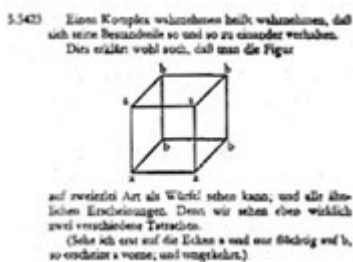 5.5423 Einen Komplex wahrnehmen heißt wahrnehmen, daß
sich seine Bestandteile so und so zu einander verhalten.
Dies erklärt wohl auch, daß man die Figur
b b
a a
b b
a a
auf zweierlei Art als Würfel sehen kann; und alle ähn-
lichen Erscheinungen. Denn wir sehen eben wirklich
zwei verschiedene Tatsachen.
(Sehe ich erst auf die Ecken a und nur flüchtig auf b,
so erscheint a vorne; und umgekehrt.)